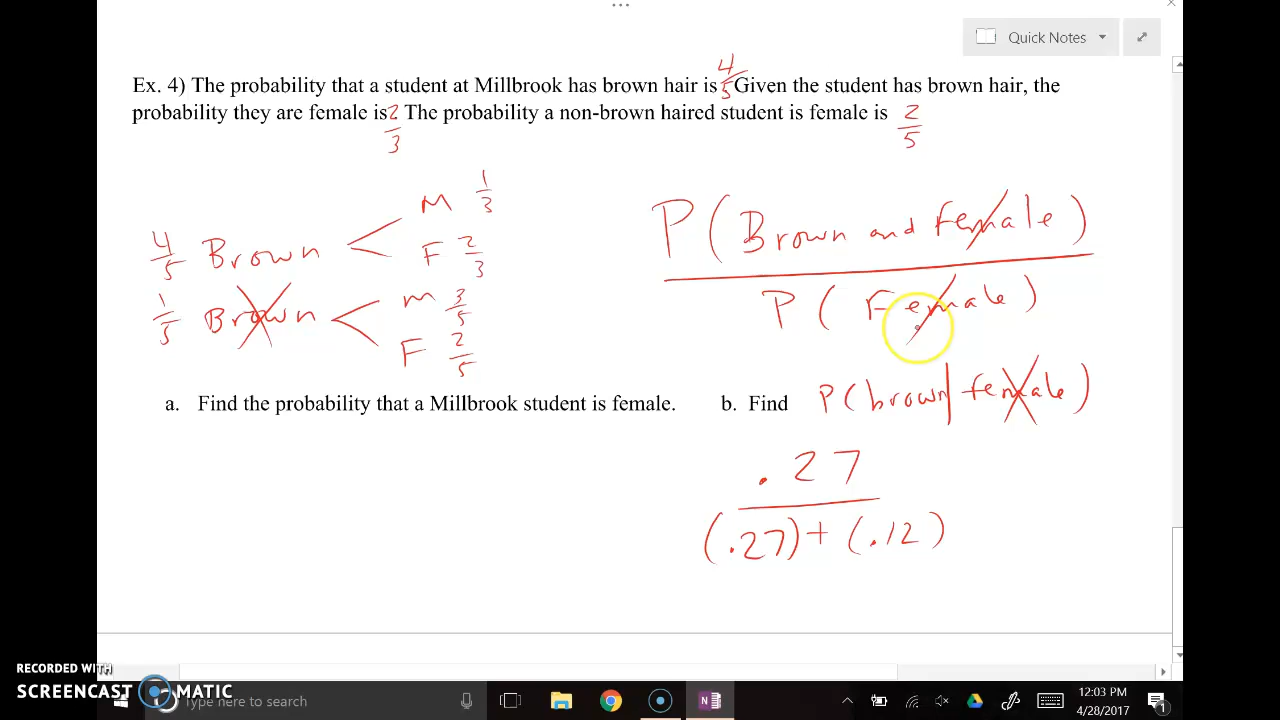 Quick Notes
Ex. 4) The probability that a student at Millbrook has brown hair is 4/5 Given the student has brown hair, the
probability they are female is 2/3. The probability a non-brown haired student is female is 2/5
4/5 Brown < M 1/3
F 2/3
1/5 Brown < M 3/5
F 2/5
P(Brown and Female)
P(Female)
a. Find the probability that a Millbrook student is female.
b. Find P(brown|female)
.27
(.27)+(.12)
RECORDED WITH
SCREENCAST MATIC
Type here to search
12:03 PM
4/28/2017
1